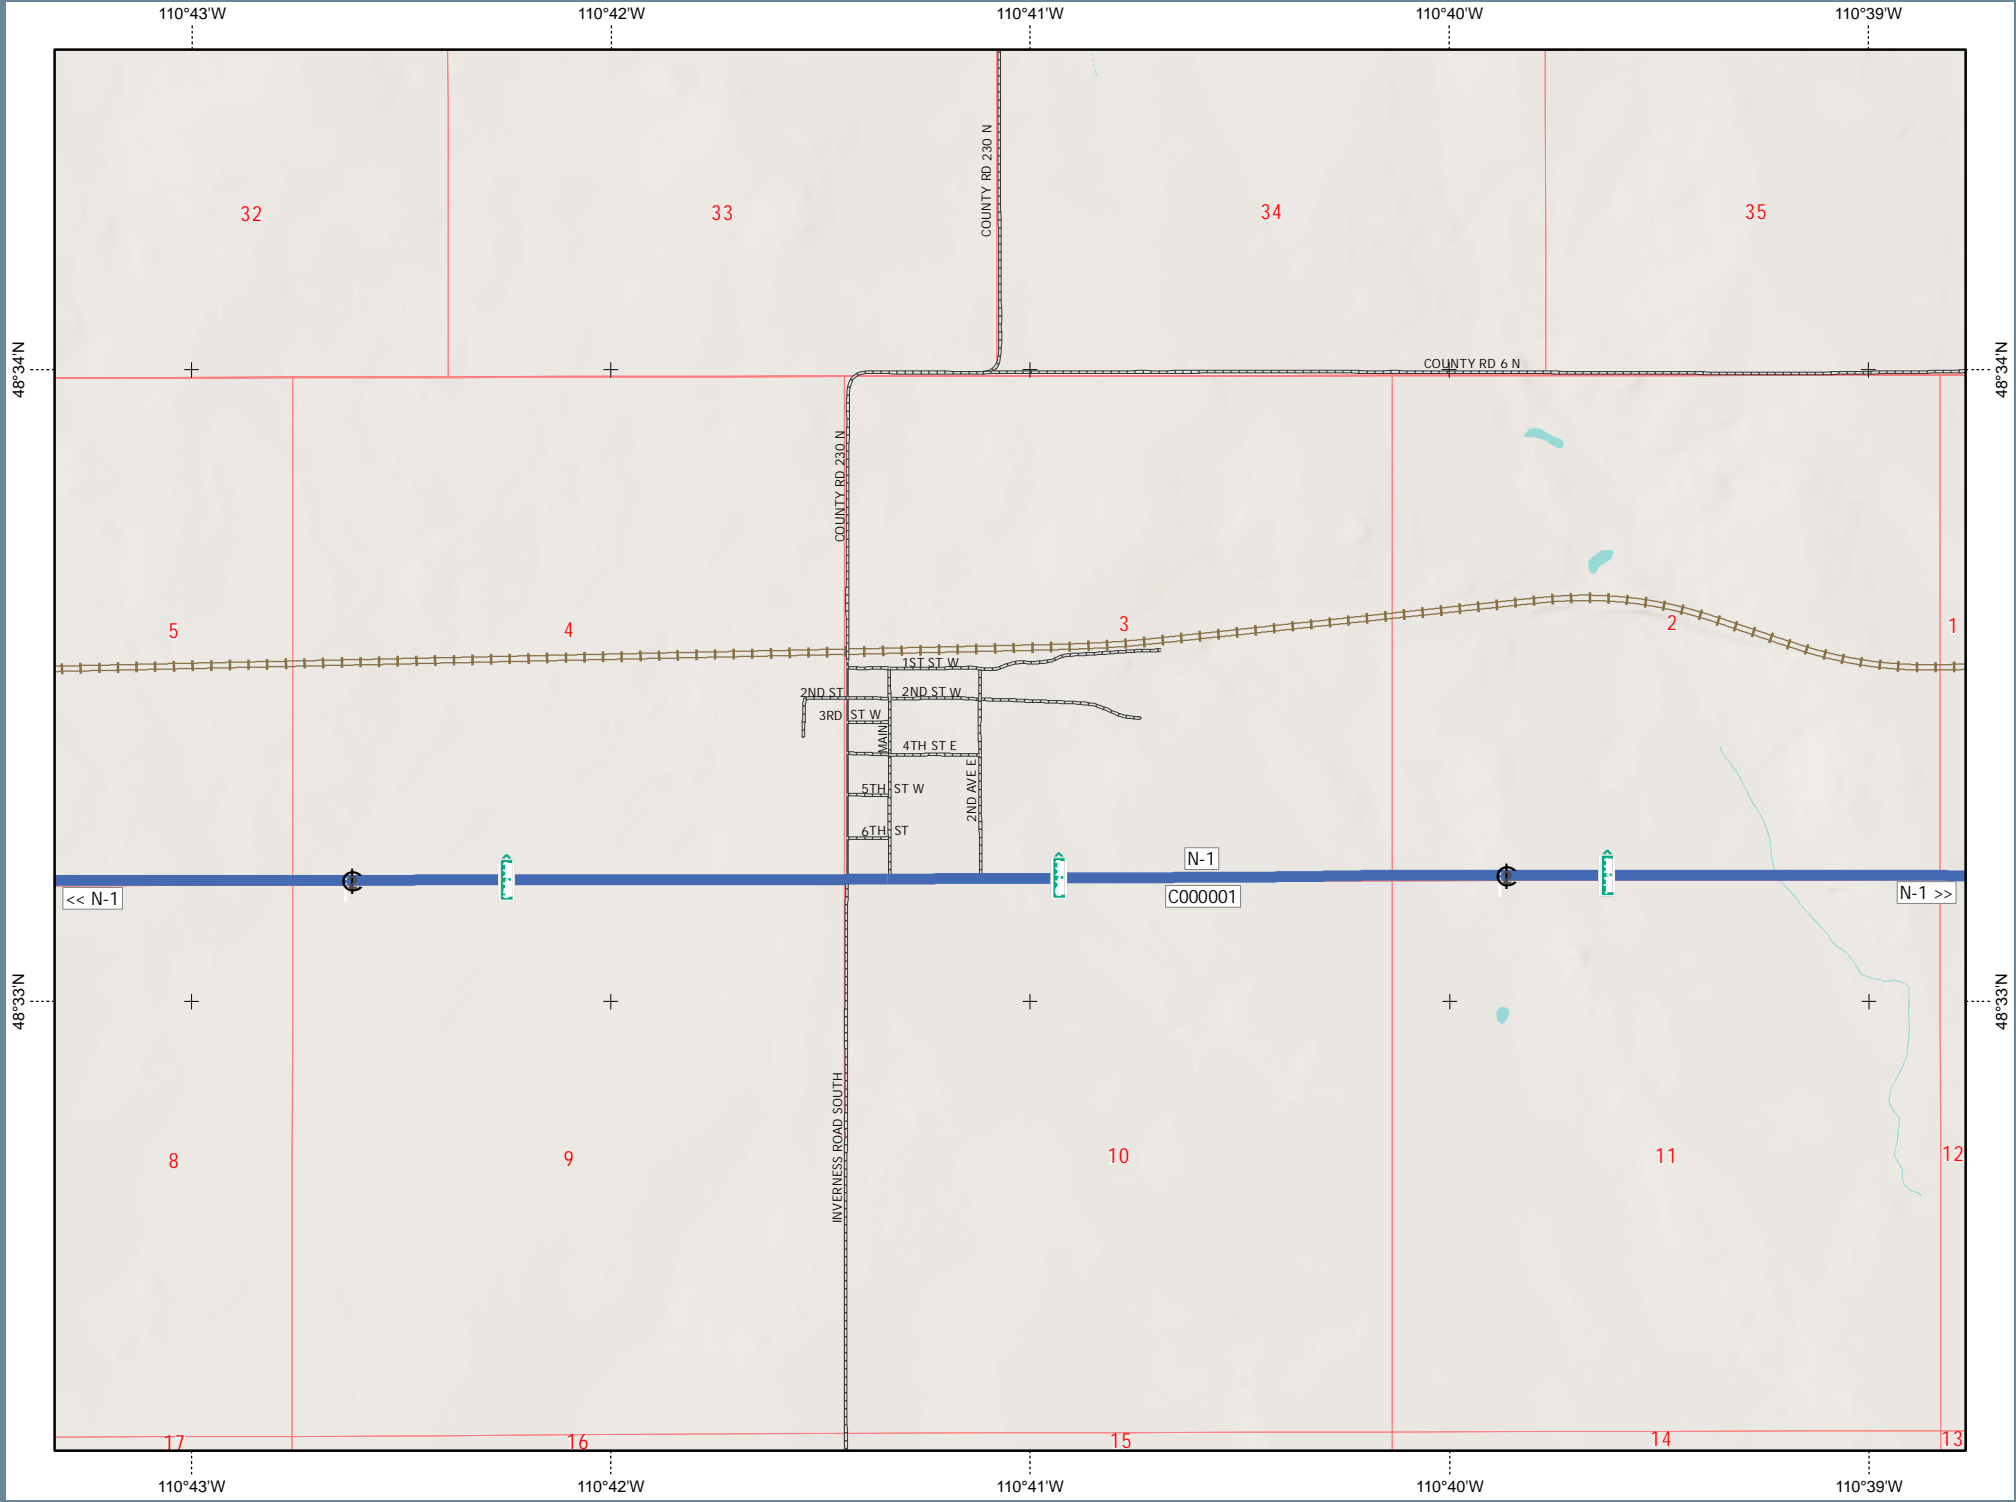 110°43'W 110°42'W 110°41'W 110°40'W 110°39'W
COUNTY RD 230 N
32 33 34 35
48°34'N 48°34'N
COUNTY RD 6 N
COUNTY RD 230 N
5 4 3 2 1
1ST ST W
2ND ST 2ND ST W
3RD ST W
MAIN
4TH ST E
2ND AVE E
5TH ST W
6TH ST
N-1
<< N-1 C000001 N-1 >>
48°33'N 48°33'N
INVERNESS ROAD SOUTH
8 9 10 11 12
17 16 15 14 13
110°43'W 110°42'W 110°41'W 110°40'W 110°39'W